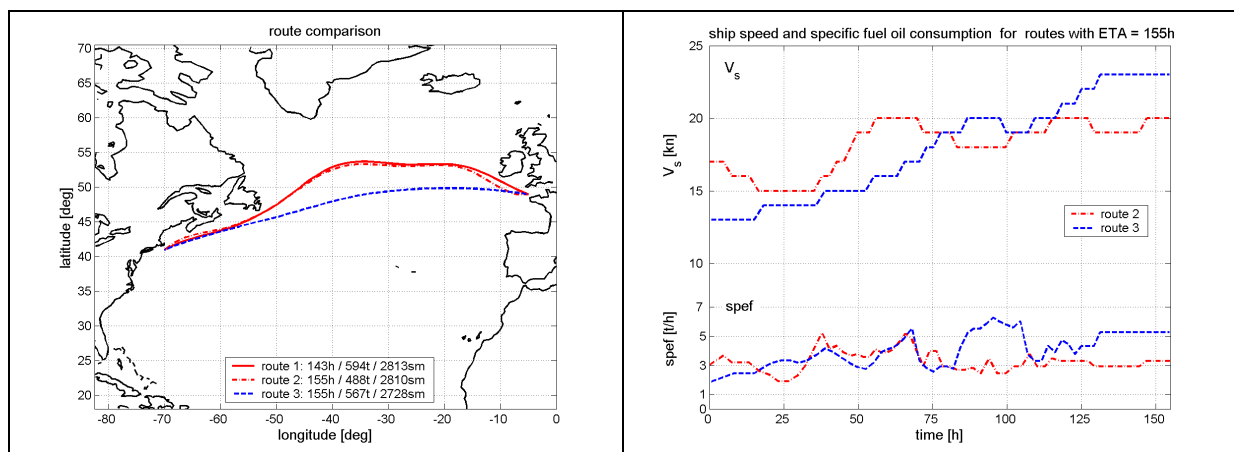 route comparison
70
65
60
55
50
45
40
35
30
25
20
latitude [deg]
route 1: 143h / 594t / 2813sm
route 2: 155h / 488t / 2810sm
route 3: 155h / 567t / 2728sm
-80 -70 -60 -50 -40 -30 -20 -10 0
longitude [deg]
ship speed and specific fuel oil consumption for routes with ETA = 155h
25
20
15
10
7
5
3
1
0
Vs
Vs [kn]
route 2
route 3
spef
spef [t/h]
0 25 50 75 100 125 150
time [h]